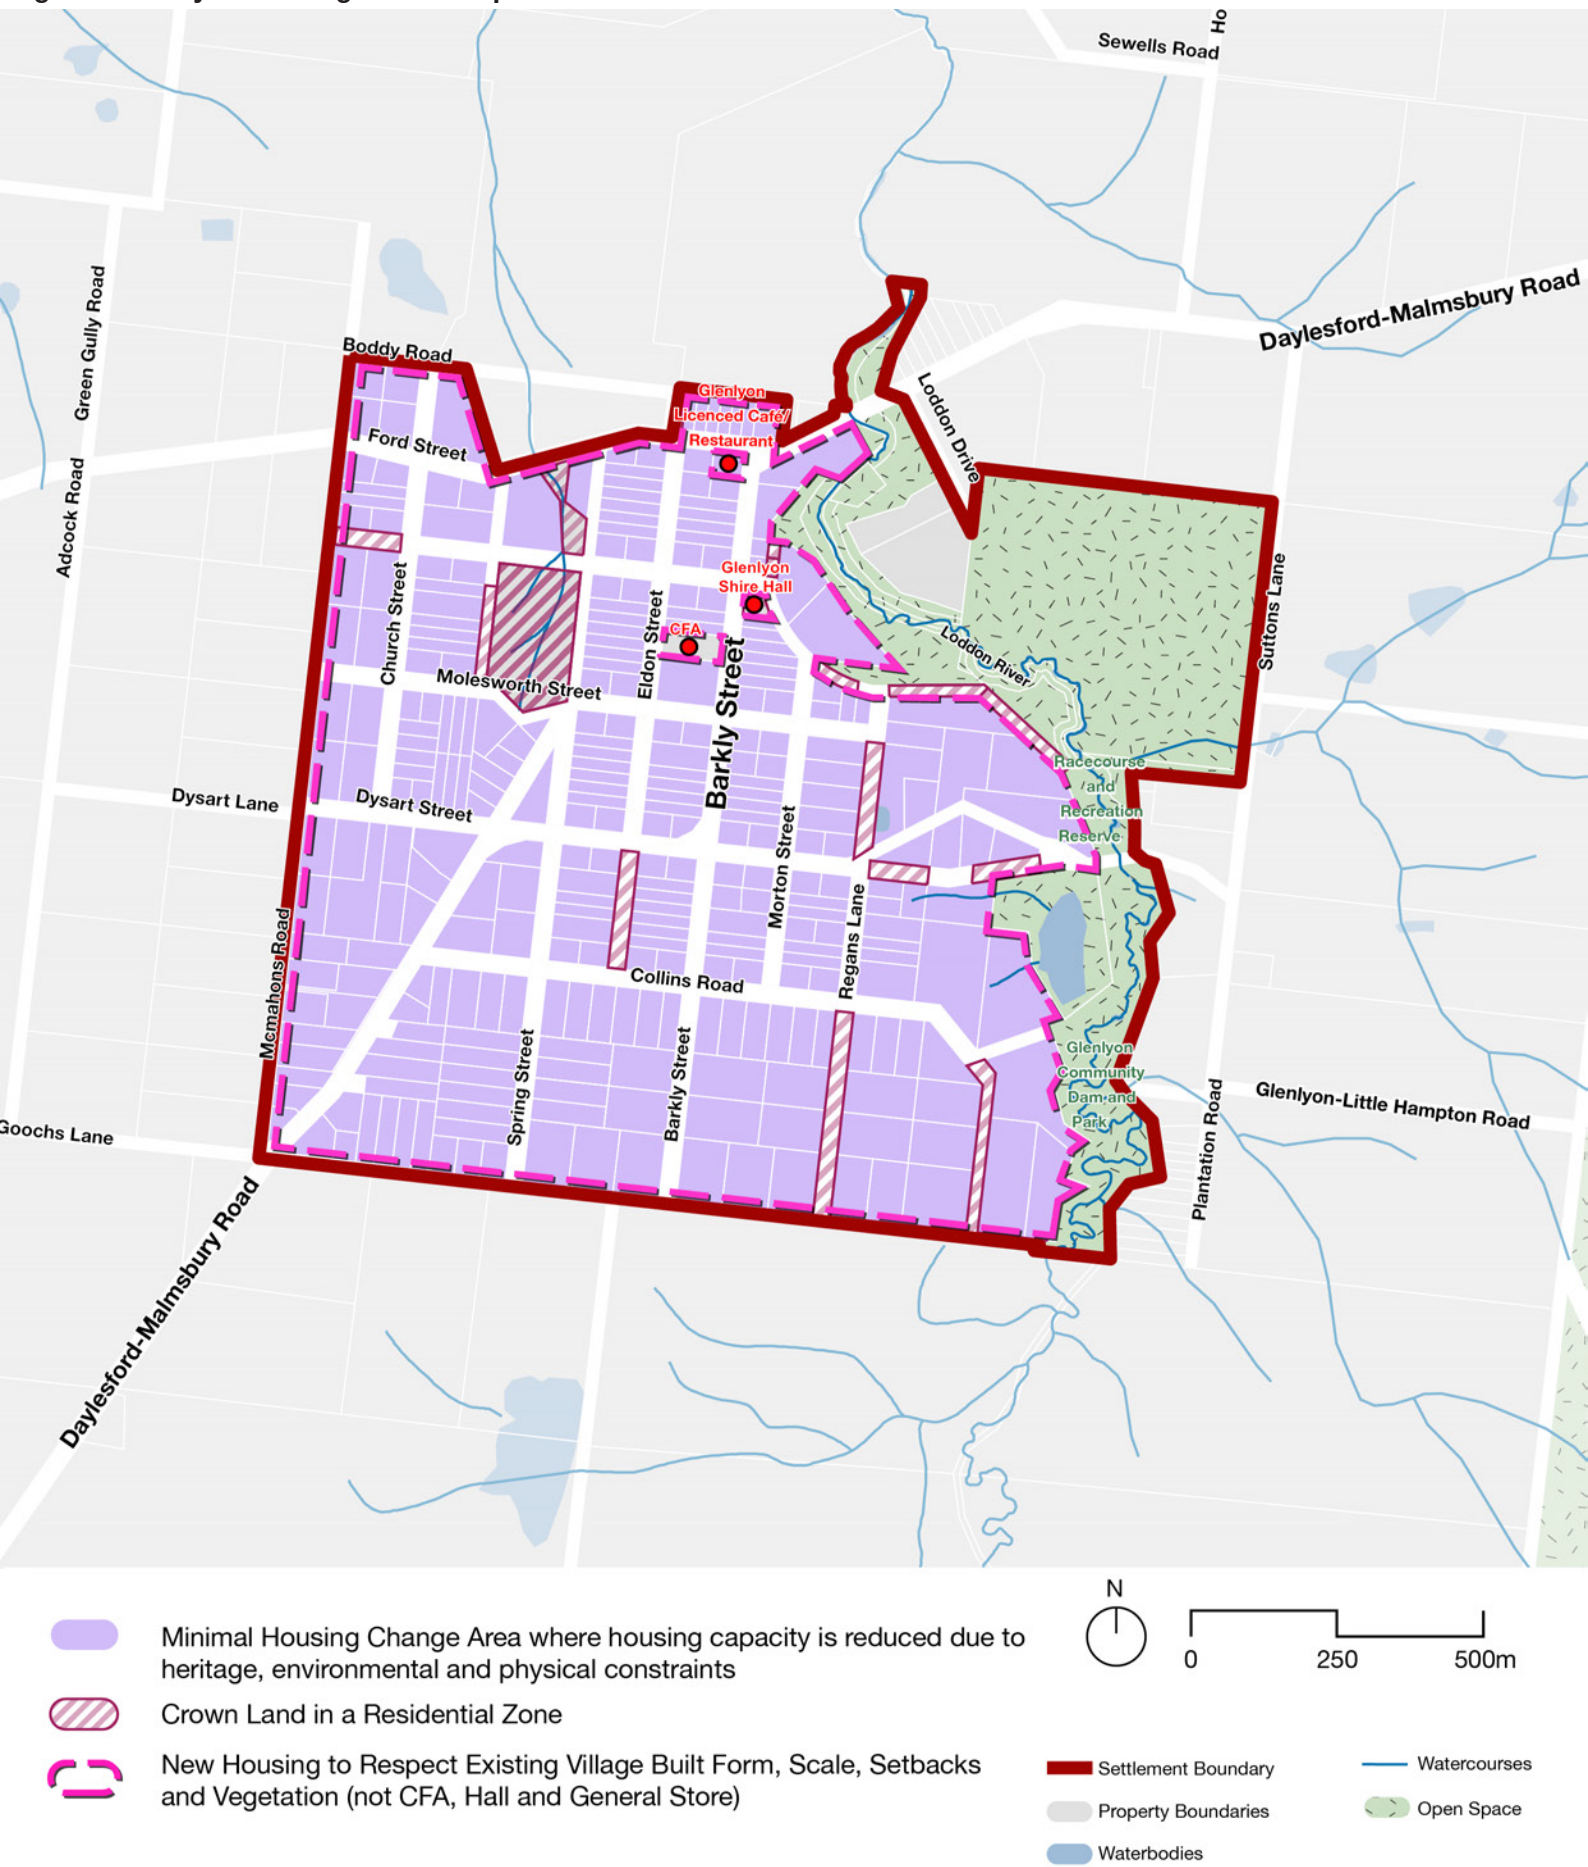 Sewells Road
Ho
Daylesford-Malmsbury Road
Green Gully Road
Boddy Road
Glenlyon
Licenced Café/
Restaurant
Loddon Drive
Ford Street
Adcock Road
Church Street
Glenlyon
Shire Hall
CFA
Eldon Street
Barkly Street
Loddon River
Suttons Lane
Molesworth Street
Racecourse
and
Recreation
Reserve
Dysart Lane
Dysart Street
Morton Street
Regans Lane
Mcmahons Road
Collins Road
Spring Street
Barkly Street
Glenlyon
Community
Dam and
Park
Glenlyon-Little Hampton Road
Plantation Road
Goochs Lane
Daylesford-Malmsbury Road
Minimal Housing Change Area where housing capacity is reduced due to
heritage, environmental and physical constraints
Crown Land in a Residential Zone
New Housing to Respect Existing Village Built Form, Scale, Setbacks
and Vegetation (not CFA, Hall and General Store)
N
0 250 500m
Settlement Boundary
Property Boundaries
Waterbodies
Watercourses
Open Space